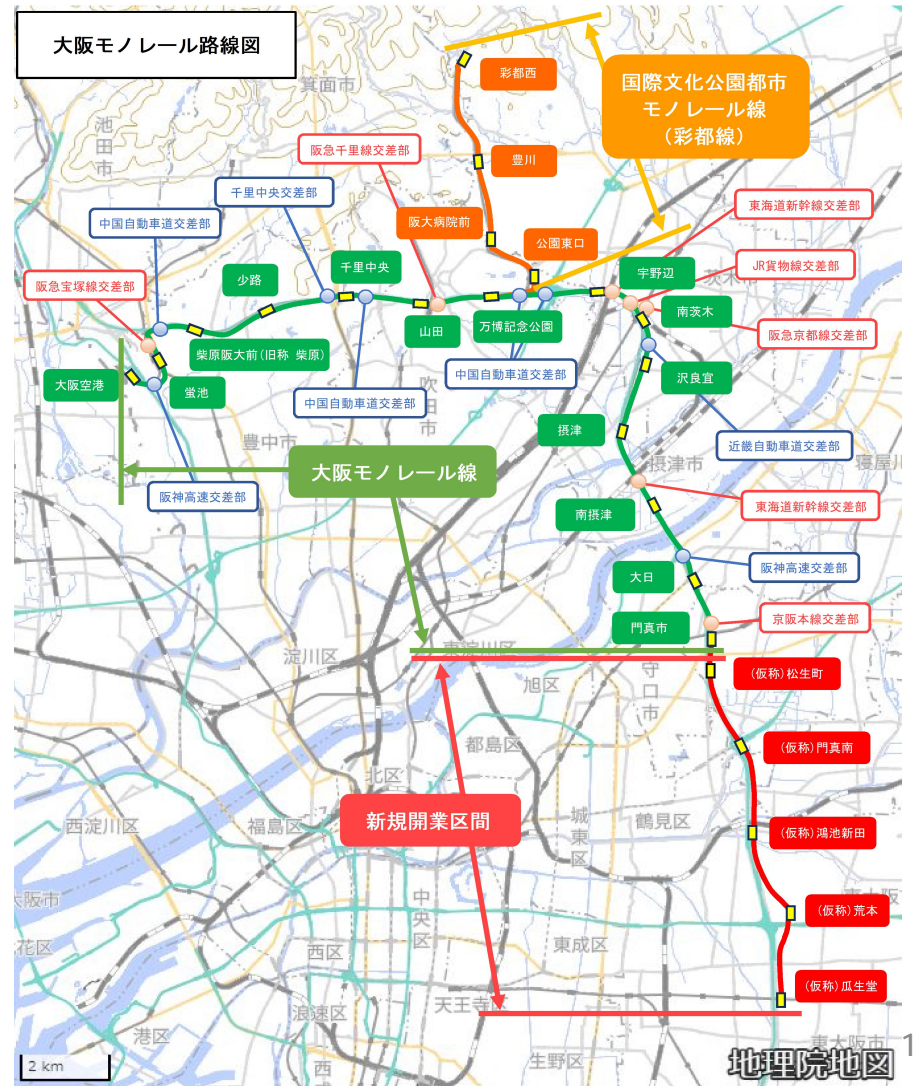 大阪モノレール路線図
箕面市
池田市
彩都西
国際文化公園都市
モノレール線
(彩都線)
阪急千里線交差部
豊川
千里中央交差部
東海道新幹線交差部
中国自動車道交差部
阪大病院前
公園東口
JR貨物線交差部
千里中央
宇野辺
茨木
少路
阪急宝塚線交差部
南茨木
山田
万博記念公園
阪急京都線交差部
柴原阪大前(旧称 柴原)
中国自動車道交差部
沢良宜
大阪空港
蛍池
中国自動車道交差部
吹田市
豊中市
摂津
近畿自動車道交差部
摂津市
寝屋川
大阪モノレール線
阪神高速交差部
東海道新幹線交差部
南摂津
大日
阪神高速交差部
門真市
京阪本線交差部
淀川区
東淀川区
守口市
(仮称)松生町
旭区
都島区
(仮称)門真南
北区
新規開業区間
西淀川区
福島区
城東区
鶴見区
(仮称)鴻池新田
大阪市
中央区
東大阪
(仮称)荒本
花区
西区
東成区
(仮称)瓜生堂
天王寺区
浪速区
港区
生野区
東大阪市
1
2 km
地理院地図